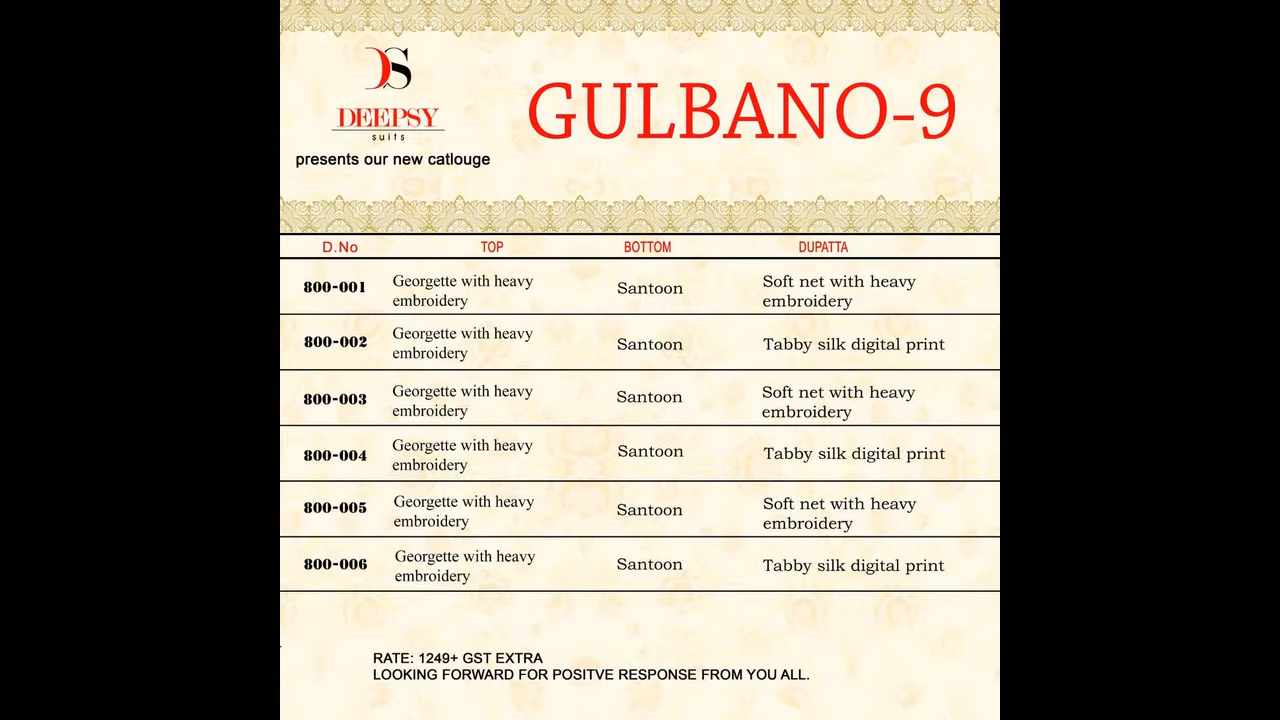 DS
DEEPSY
suits
presents our new catlouge
GULBANO-9
D.No TOP BOTTOM DUPATTA
800-001 Georgette with heavy embroidery Santoon Soft net with heavy embroidery
800-002 Georgette with heavy embroidery Santoon Tabby silk digital print
800-003 Georgette with heavy embroidery Santoon Soft net with heavy embroidery
800-004 Georgette with heavy embroidery Santoon Tabby silk digital print
800-005 Georgette with heavy embroidery Santoon Soft net with heavy embroidery
800-006 Georgette with heavy embroidery Santoon Tabby silk digital print
RATE: 1249+ GST EXTRA
LOOKING FORWARD FOR POSITVE RESPONSE FROM YOU ALL.